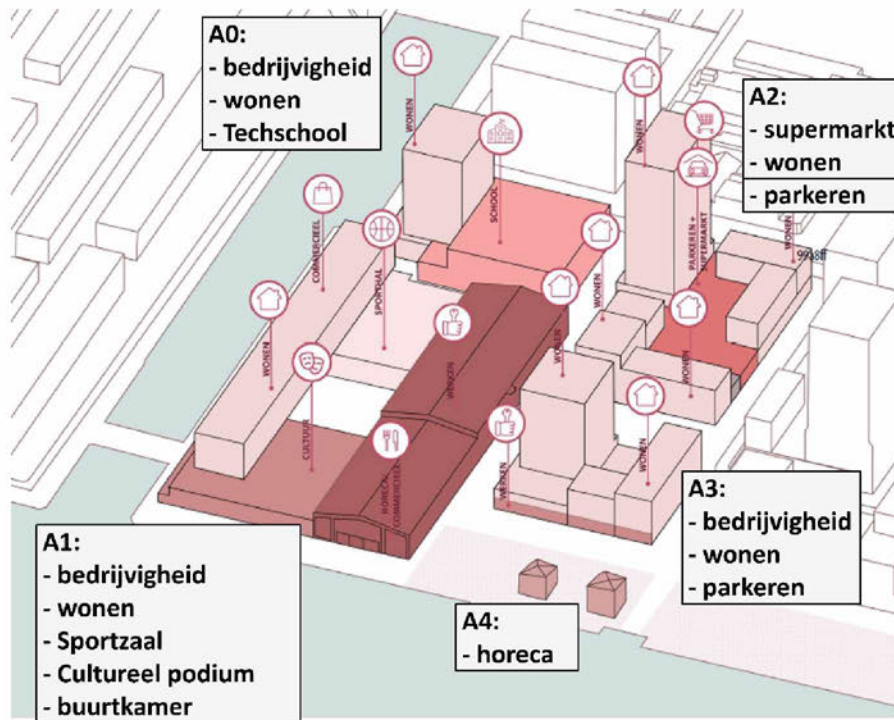 A0:
- bedrijvigheid
- wonen
- Techschool
A2:
- supermarkt
- wonen
- parkeren
WONEN
WONEN
SCHOOL
COMMERCIEEL
SPORTHAL
PARKEREN +
SUPERMARKT
WONEN
WONEN
WONEN
WONEN
WERKEN
WONEN
CULTUUR
HORECA/
COMMERCIEEL
WERKEN
WONEN
A3:
- bedrijvigheid
- wonen
- parkeren
A1:
- bedrijvigheid
- wonen
- Sportzaal
- Cultureel podium
- buurtkamer
A4:
- horeca